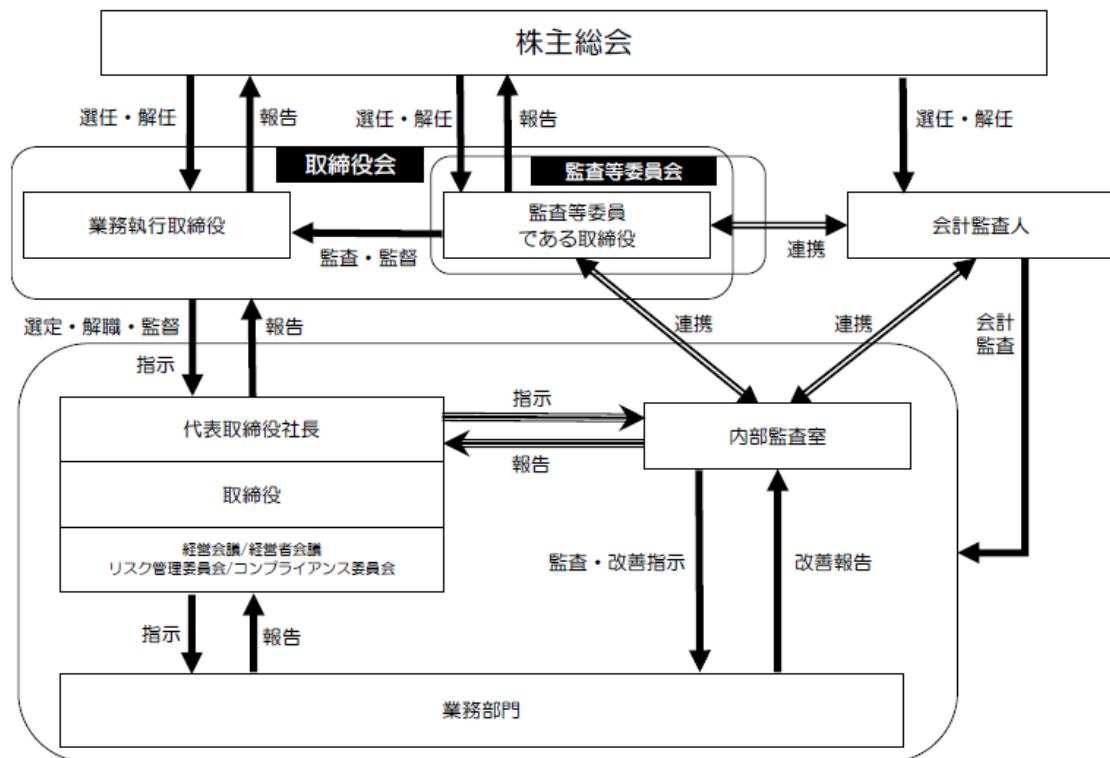 株主総会
選任・解任
報告
選任・解任
報告
選任・解任
取締役会
監査等委員会
業務執行取締役
監査等委員
である取締役
会計監査人
監査・監督
連携
選定・解職・監督
報告
連携
連携
会計
監査
指示
代表取締役社長
指示
内部監査室
報告
取締役
経営会議/経営者会議
リスク管理委員会/コンプライアンス委員会
監査・改善指示
改善報告
指示
報告
業務部門